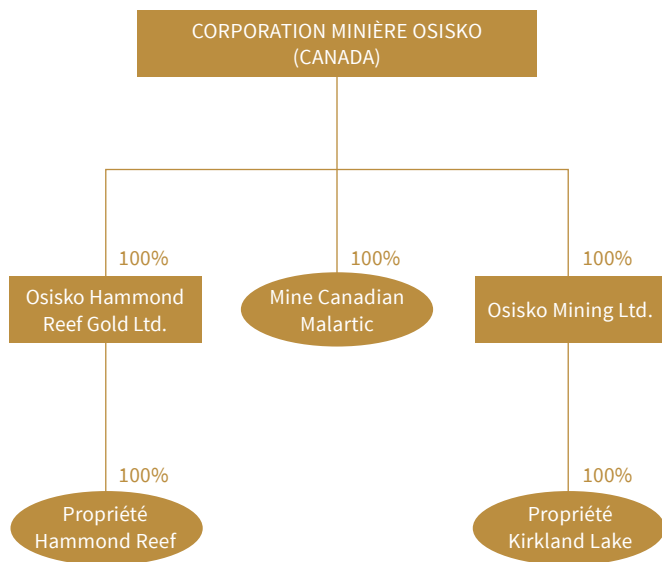 CORPORATION MINIÈRE OSISKO
(CANADA)
100%
100%
100%
Osisko Hammond
Reef Gold Ltd.
Mine Canadian
Malartic
Osisko Mining Ltd.
100%
100%
Propriété
Hammond Reef
Propriété
Kirkland Lake